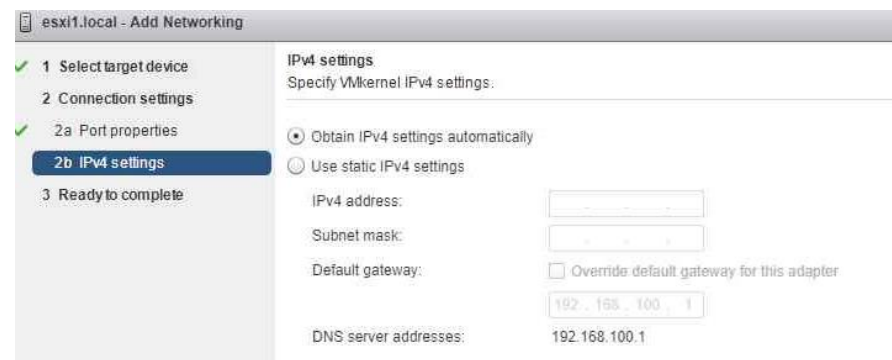 esxi1.local - Add Networking
1 Select target device
2 Connection settings
2a Port properties
2b IPv4 settings
3 Ready to complete
IPv4 settings
Specify VMkernel IPv4 settings.
Obtain IPv4 settings automatically
Use static IPv4 settings
IPv4 address:
Subnet mask:
Default gateway: Override default gateway for this adapter
192 . 168 . 100 . 1
DNS server addresses: 192.168.100.1